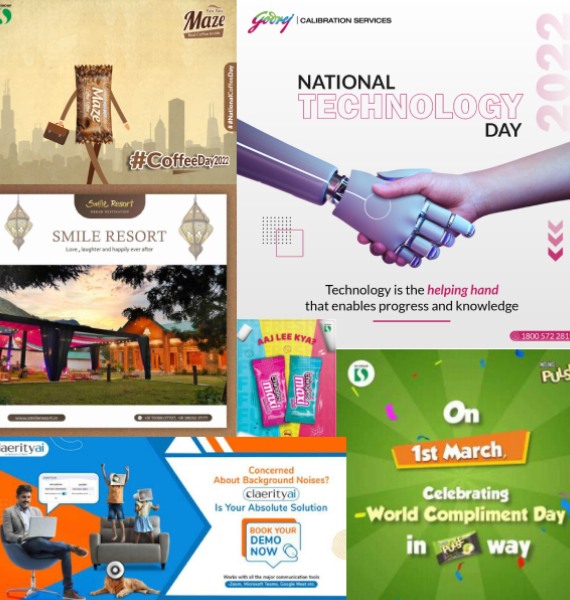 Maze
Maze
#NationalCoffeeDay
#CoffeeDay2022
Godrej | CALIBRATION SERVICES
2022
NATIONAL
TECHNOLOGY
DAY
Technology is the helping hand
that enables progress and knowledge
1800 572 281
Smile Resort
SMILE RESORT
Love, laughter and happily ever after
AAJ LEE KYA?
maxi
maxi
On
1st March,
Celebrating
World Compliment Day
in PULSE way
claerityai
Concerned
About Background Noises?
claerityai
Is Your Absolute Solution
BOOK YOUR
DEMO
NOW
Works with all the major communication tools